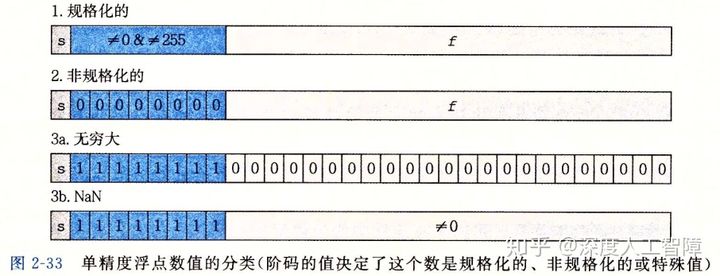 1.规格化的
s ≠0&≠255 f
2.非规格化的
s 0 0 0 0 0 0 0 0 f
3a.无穷大
s 1 1 1 1 1 1 1 1 0 0 0 0 0 0 0 0 0 0 0 0 0 0 0 0 0 0 0 0 0 0 0
3b.NaN
s 1 1 1 1 1 1 1 1 ≠0
知乎 @深度人工智障
图 2-33 单精度浮点数值的分类(阶码的值决定了这个数是规格化的、非规格化的或特殊值)